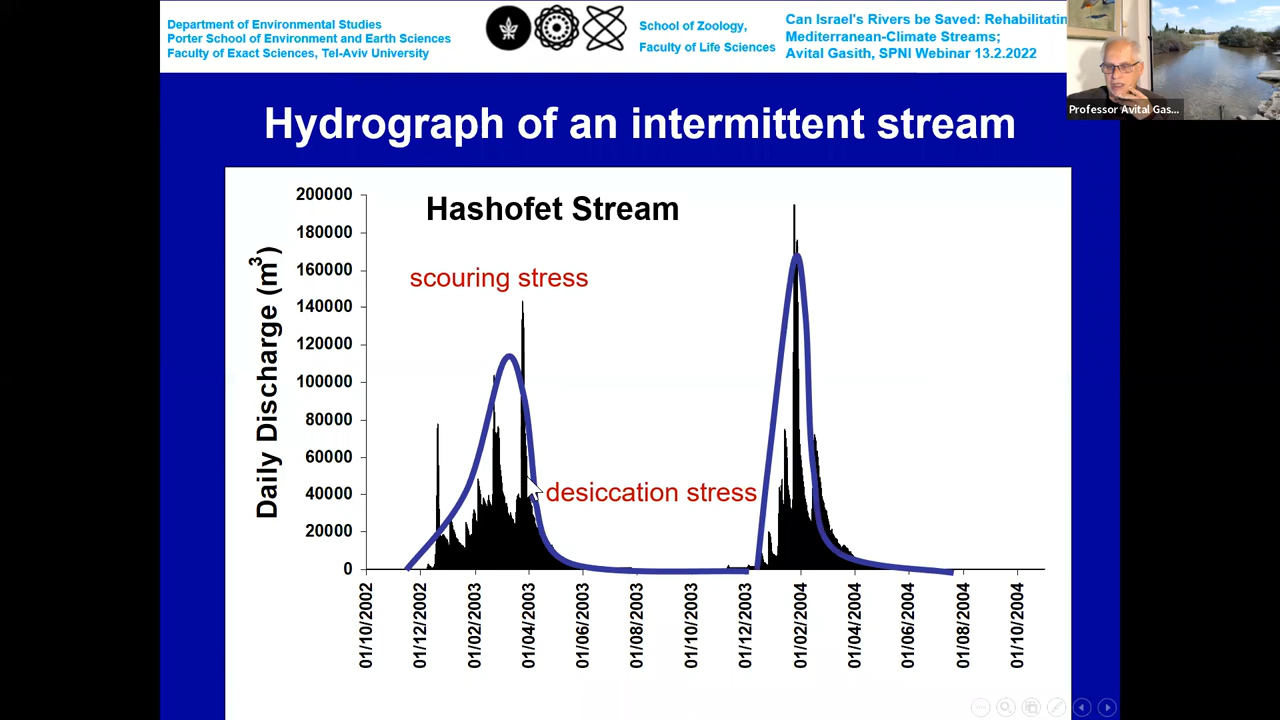 Department of Environmental Studies
Porter School of Environment and Earth Sciences
Faculty of Exact Sciences, Tel-Aviv University
School of Zoology,
Faculty of Life Sciences
Can Israel's Rivers be Saved:
Mediterranean-Climate Streams;
Avital Gasith, SPNI Webinar 13.2.2022
Professor Avital Gas...
Hydrograph of an intermittent stream
Hashofet Stream
scouring stress
desiccation stress
Daily Discharge (m³)
200000
180000
160000
140000
120000
100000
80000
60000
40000
20000
0
01/10/2002
01/12/2002
01/02/2003
01/04/2003
01/06/2003
01/08/2003
01/10/2003
01/12/2003
01/02/2004
01/04/2004
01/06/2004
01/08/2004
01/10/2004